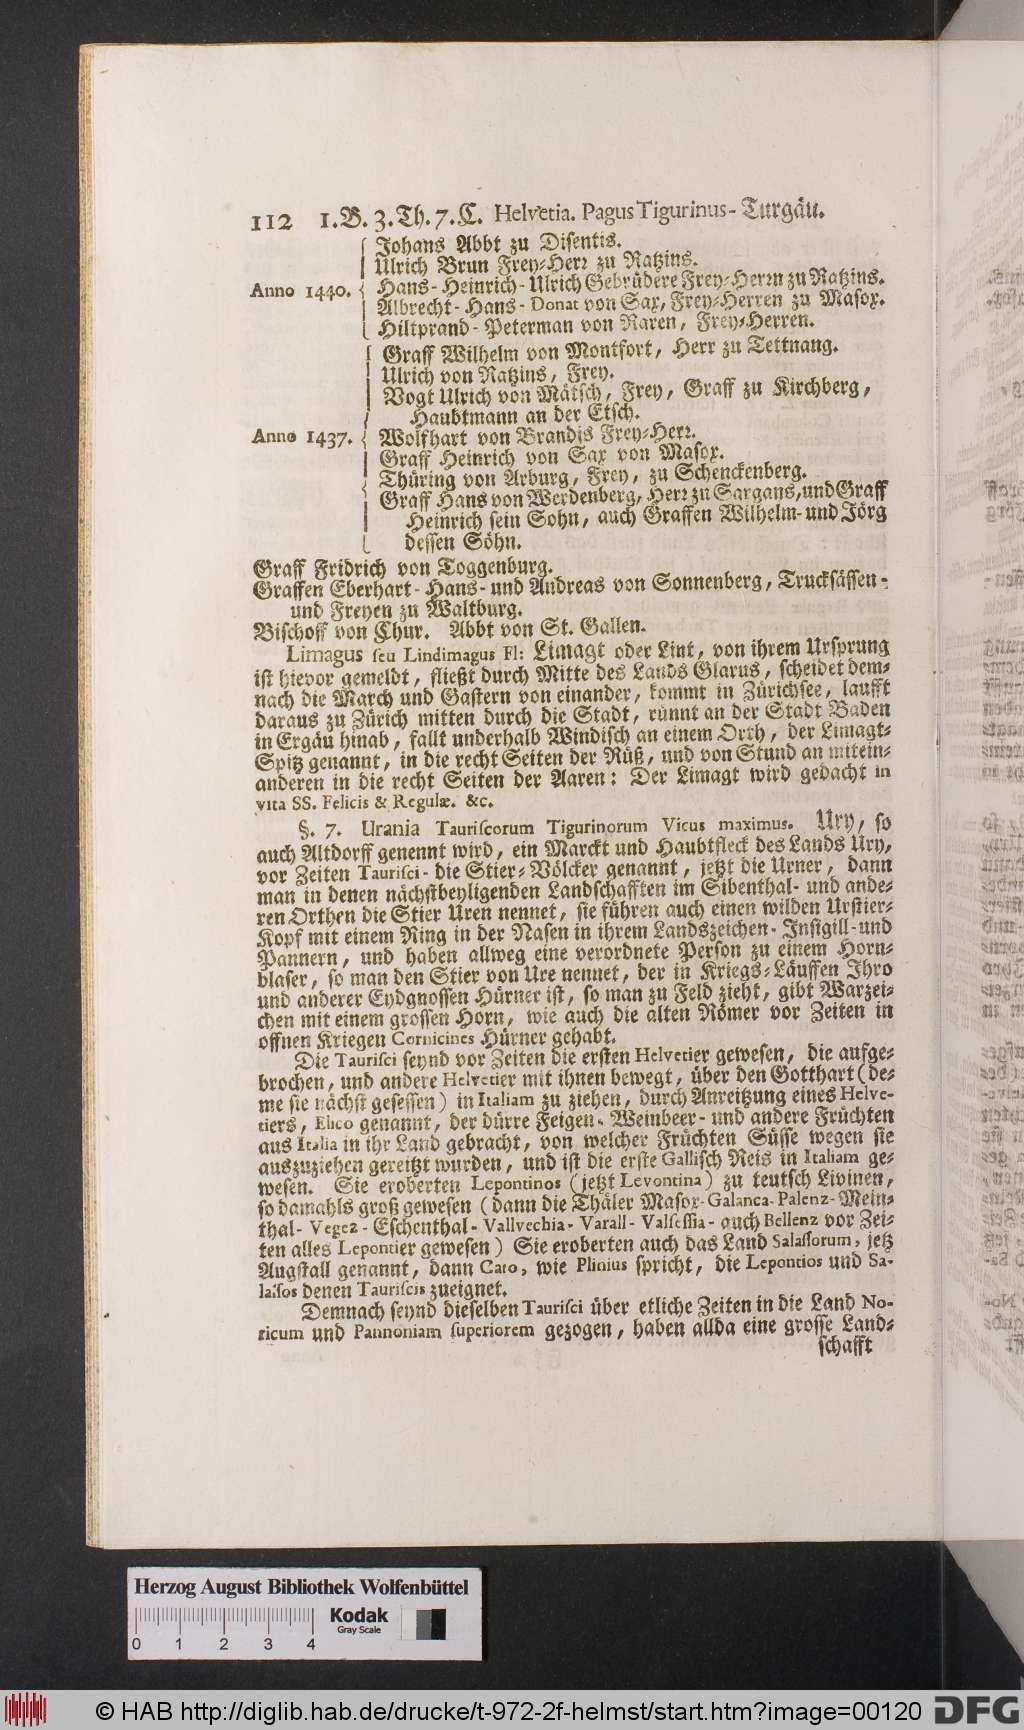 112 1. B. 3. Th. 7. C. Helvetia. Pagus Tigurinus- Turgäu.
Johans Abbt zu Disentis.
Ulrich Brun Frey-Herr zu Ratzins.
Anno 1440. Hans- Heinrich- Ulrich Gebrüdere Frey-Herrn zu Ratzins.
Albrecht- Hans- Donat von Sax, Frey-Herren zu Masox.
Hiltprand- Peterman von Raren, Frey-Herren.
Graff Wilhelm von Montfort, Herr zu Tettnang.
Ulrich von Ratzins, Frey.
Vogt Ulrich von Mätsch, Frey, Graff zu Kirchberg,
Haubtmann an der Etsch.
Anno 1437. Wolfhart von Brandis Frey-Herr.
Graff Heinrich von Sax von Masox.
Thüring von Arburg, Frey, zu Schenckenberg.
Graff Hans von Werdenberg, Herr zu Sargans, und Graff
Heinrich sein Sohn, auch Graffen Wilhelm- und Jörg
dessen Söhn.
Graff Fridrich von Toggenburg.
Graffen Eberhart- Hans- und Andreas von Sonnenberg, Trucksässen-
und Freyen zu Waltburg.
Bischoff von Chur. Abbt von St. Gallen.
Limagus seu Lindimagus Fl: Limagt oder Lint, von ihrem Ursprung
ist hievor gemeldt, fließt durch Mitte des Lands Glarus, scheidet dem-
nach die March und Gastern von einander, kommt in Zürichsee, laufft
daraus zu Zürich mitten durch die Stadt, rünnt an der Stadt Baden
in Ergäu hinab, fallt underhalb Windisch an einem Orth, der Limagt-
Spitz genannt, in die recht Seiten der Rüß, und von Stund an mitein-
anderen in die recht Seiten der Aaren: Der Limagt wird gedacht in
vita SS. Felicis & Regulæ. &c.
§. 7. Urania Tauriscorum Tigurinorum Vicus maximus. Ury, so
auch Altdorff genennt wird, ein Marckt und Haubtfleck des Lands Ury,
vor Zeiten Taurisci- die Stier-Völcker genannt, jetzt die Urner, dann
man in denen nächstbeyligenden Landschafften im Sibenthal- und ande-
ren Orthen die Stier Uren nennet, sie führen auch einen wilden Urstier-
Kopf mit einem Ring in der Nasen in ihrem Landszeichen- Insigill- und
Pannern, und haben allweg eine verordnete Person zu einem Horn-
blaser, so man den Stier von Ure nennet, der in Kriegs-Läuffen Ihro
und anderer Eydgnossen Hürner ist, so man zu Feld zieht, gibt Warzei-
chen mit einem grossen Horn, wie auch die alten Römer vor Zeiten in
offnen Kriegen Cornicines Hürner gehabt.
Die Taurisci seynd vor Zeiten die ersten Helvetier gewesen, die aufge-
brochen, und andere Helvetier mit ihnen bewegt, über den Gotthart (de-
me sie nächst gesessen) in Italiam zu ziehen, durch Anreitzung eines Helve-
tiers, Elico genannt, der dürre Feigen- Weinbeer- und andere Früchten
aus Italia in ihr Land gebracht, von welcher Früchten Süsse wegen sie
auszuziehen gereitzt wurden, und ist die erste Gallisch Reis in Italiam ge-
wesen. Sie eroberten Lepontinos (jetzt Levontina) zu teutsch Livinen,
so damahls groß gewesen (dann die Thäler Masox- Galanca- Palenz- Mein-
thal- Vegez- Eschenthal- Vallvechia- Varall- Valsessia- auch Bellenz vor Zei-
ten alles Lepontier gewesen) Sie eroberten auch das Land Salassorum, jetz
Augstall genannt, dann Cato, wie Plinius spricht, die Lepontios und Sa-
lassos denen Tauriscis zueignet.
Demnach seynd dieselben Taurisci über etliche Zeiten in die Land No-
ricum und Pannoniam superiorem gezogen, haben allda eine grosse Land-
schafft
Herzog August Bibliothek Wolfenbüttel
Kodak
Gray Scale
0 1 2 3 4
© HAB http://diglib.hab.de/drucke/t-972-2f-helmst/start.htm?image=00120 DFG